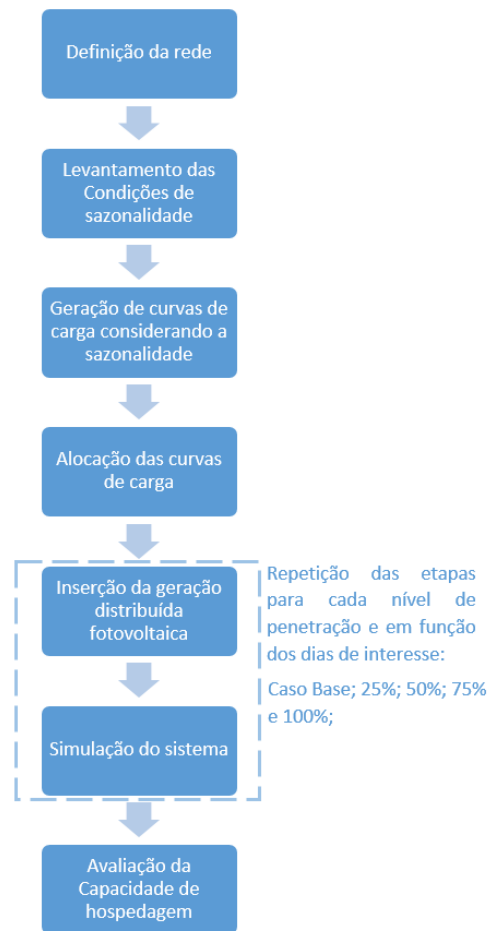 Definição da rede
Levantamento das
Condições de
sazonalidade
Geração de curvas de
carga considerando a
sazonalidade
Alocação das curvas
de carga
Inserção da geração
distribuída
fotovoltaica
Repetição das etapas
para cada nível de
penetração e em função
dos dias de interesse:
Caso Base; 25%; 50%; 75%
e 100%;
Simulação do sistema
Avaliação da
Capacidade de
hospedagem